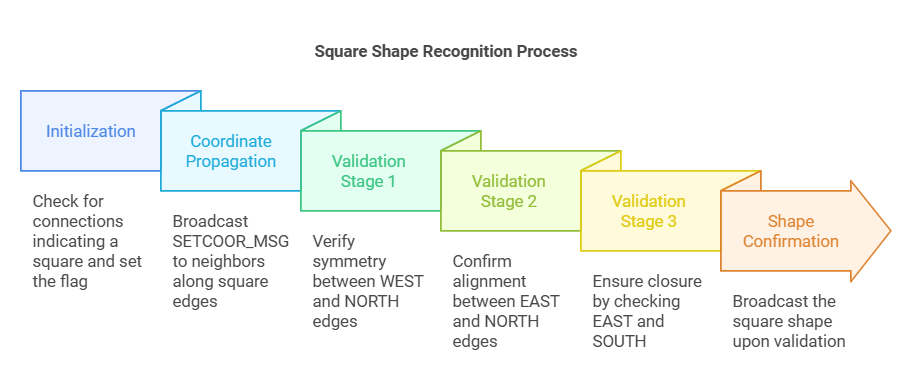 Square Shape Recognition Process
Initialization
Check for
connections
indicating a
square and set
the flag
Coordinate
Propagation
Broadcast
SETCOOR_MSG
to neighbors
along square
edges
Validation
Stage 1
Verify
symmetry
between WEST
and NORTH
edges
Validation
Stage 2
Confirm
alignment
between EAST
and NORTH
edges
Validation
Stage 3
Ensure closure
by checking
EAST and
SOUTH
Shape
Confirmation
Broadcast the
square shape
upon validation